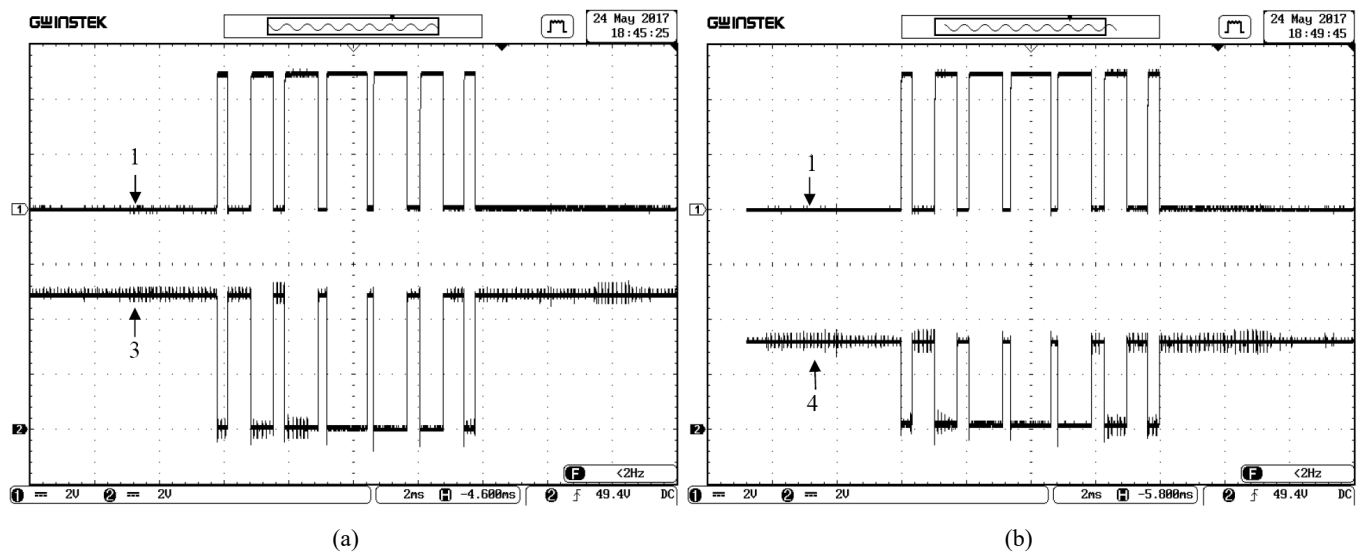 GWINSTEK
24 May 2017
18:45:25
1
1
3
2
F <2Hz
1 2V 2 2V
2ms H -4.600ms
2 49.4V DC
(a)
GWINSTEK
24 May 2017
18:49:45
1
1
4
2
F <2Hz
1 2V 2 2V
2ms H -5.800ms
2 49.4V DC
(b)